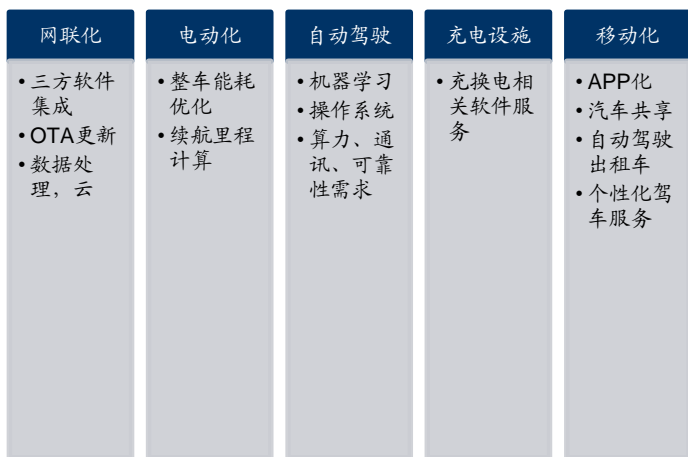 网联化
• 三方软件
集成
• OTA更新
• 数据处
理，云
电动化
• 整车能耗
优化
• 续航里程
计算
自动驾驶
• 机器学习
• 操作系统
• 算力、通
讯、可靠
性需求
充电设施
• 充换电相
关软件服
务
移动化
• APP化
• 汽车共享
• 自动驾驶
出租车
• 个性化驾
车服务